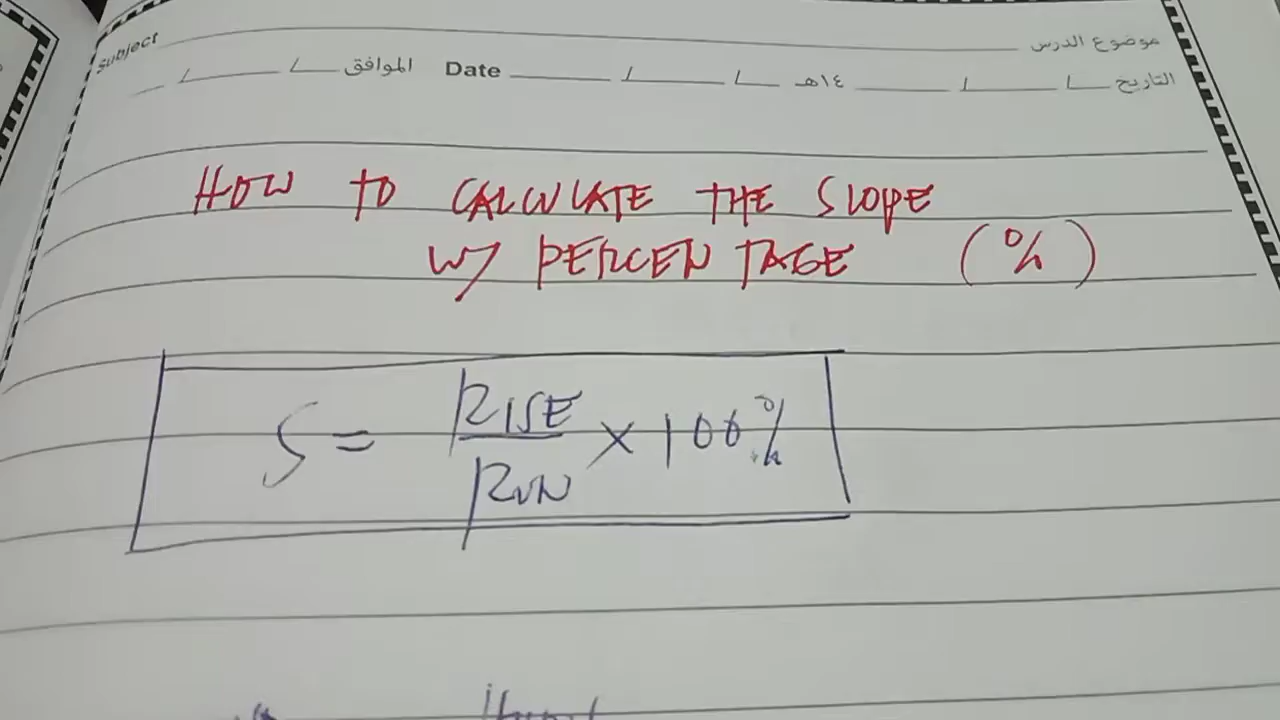 Subject موضوع الدرس
الموافق / / Date / / ١٤هـ / / التاريخ
HOW TO CALCULATE THE SLOPE
W/ PERCENTAGE (%)
S = RISE/RUN × 100%